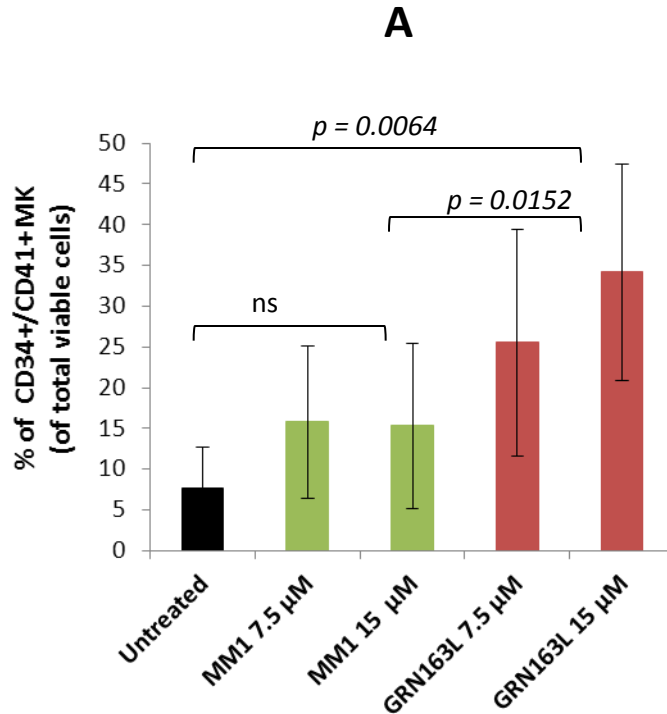 A
p = 0.0064
p = 0.0152
ns
% of CD34+/CD41+MK
(of total viable cells)
50
45
40
35
30
25
20
15
10
5
0
Untreated
MM1 7.5 μM
MM1 15 μM
GRN163L 7.5 μM
GRN163L 15 μM